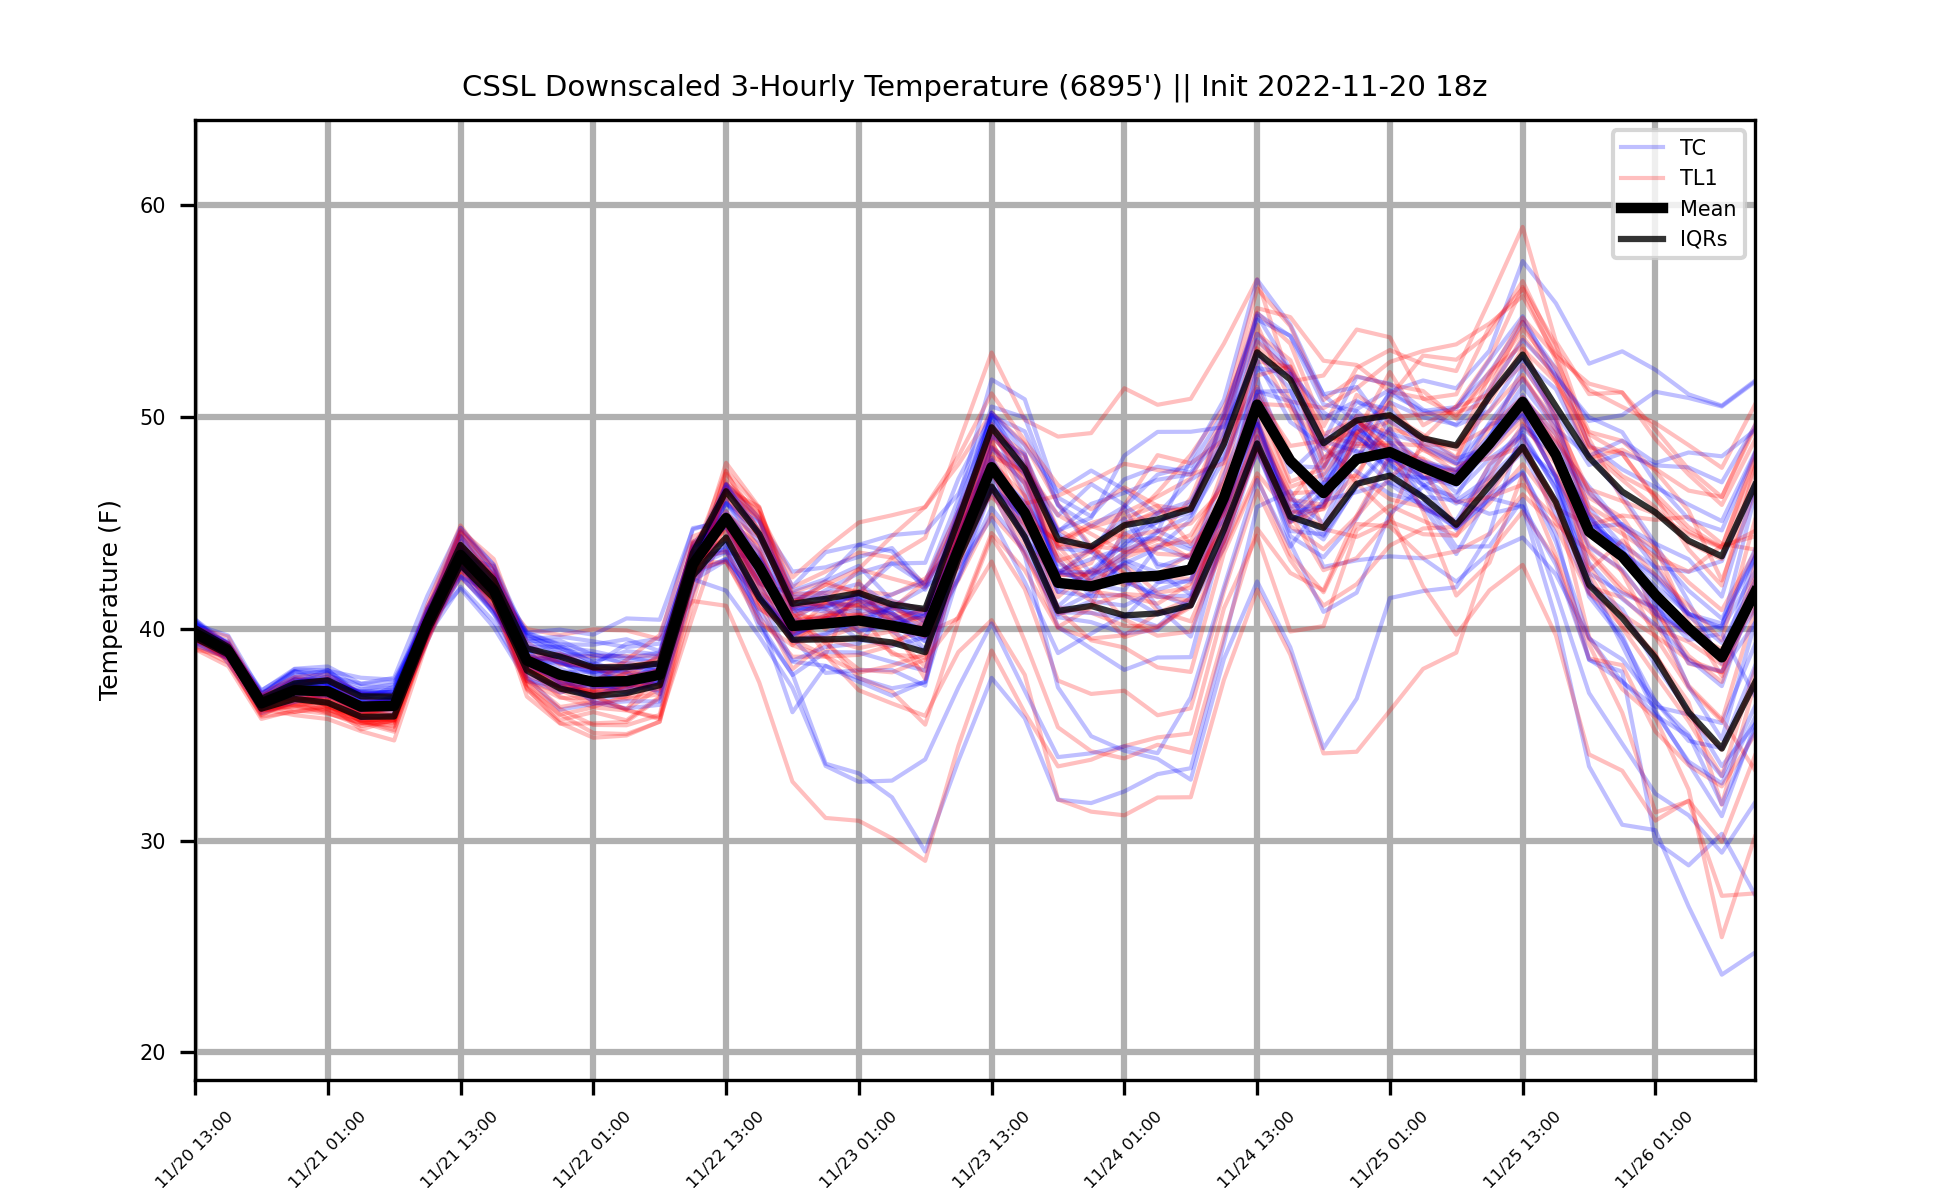 CSSL Downscaled 3-Hourly Temperature (6895') || Init 2022-11-20 18z
TC
TL1
Mean
IQRs
Temperature (F)
60
50
40
30
20
11/20 13:00
11/21 01:00
11/21 13:00
11/22 01:00
11/22 13:00
11/23 01:00
11/23 13:00
11/24 01:00
11/24 13:00
11/25 01:00
11/25 13:00
11/26 01:00